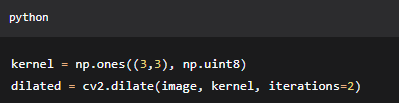 python
kernel = np.ones((3,3), np.uint8)
dilated = cv2.dilate(image, kernel, iterations=2)